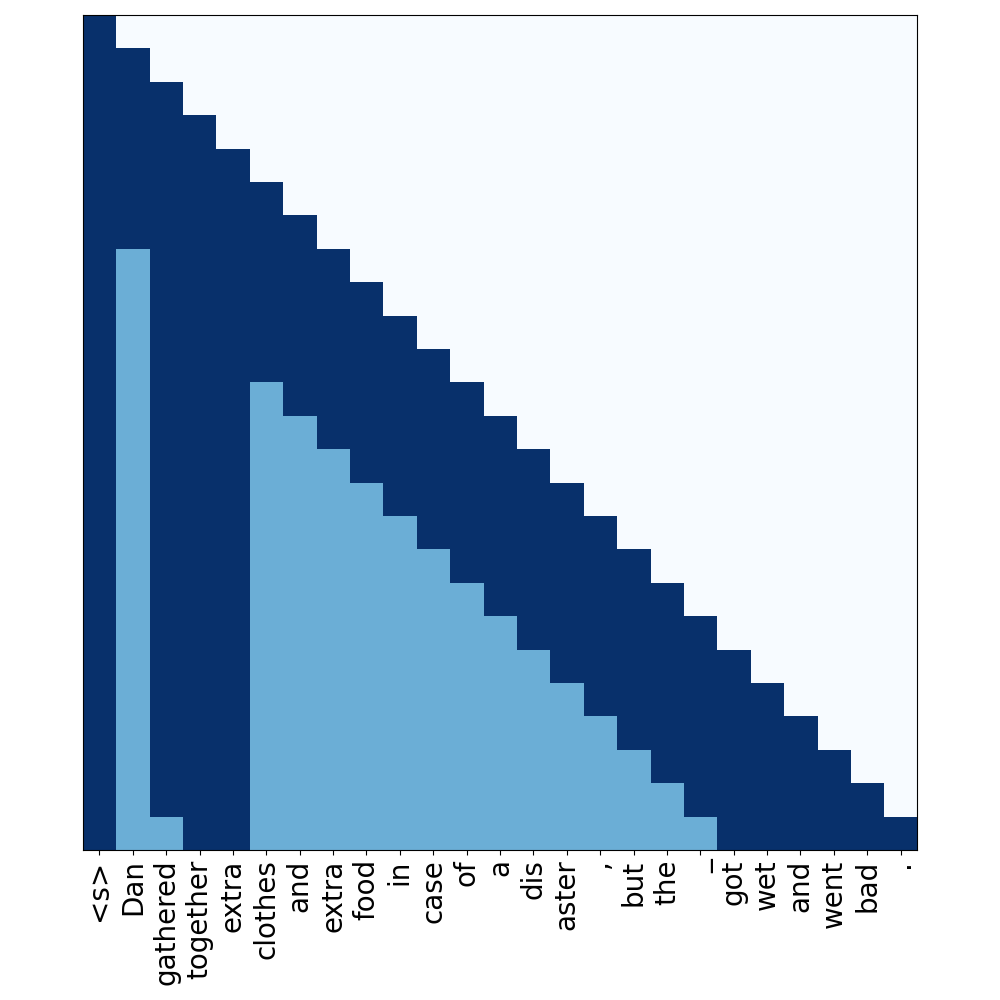 <s>
Dan
gathered
together
extra
clothes
and
extra
food
in
case
of
a
dis
aster
,
but
the
_
got
wet
and
went
bad
.